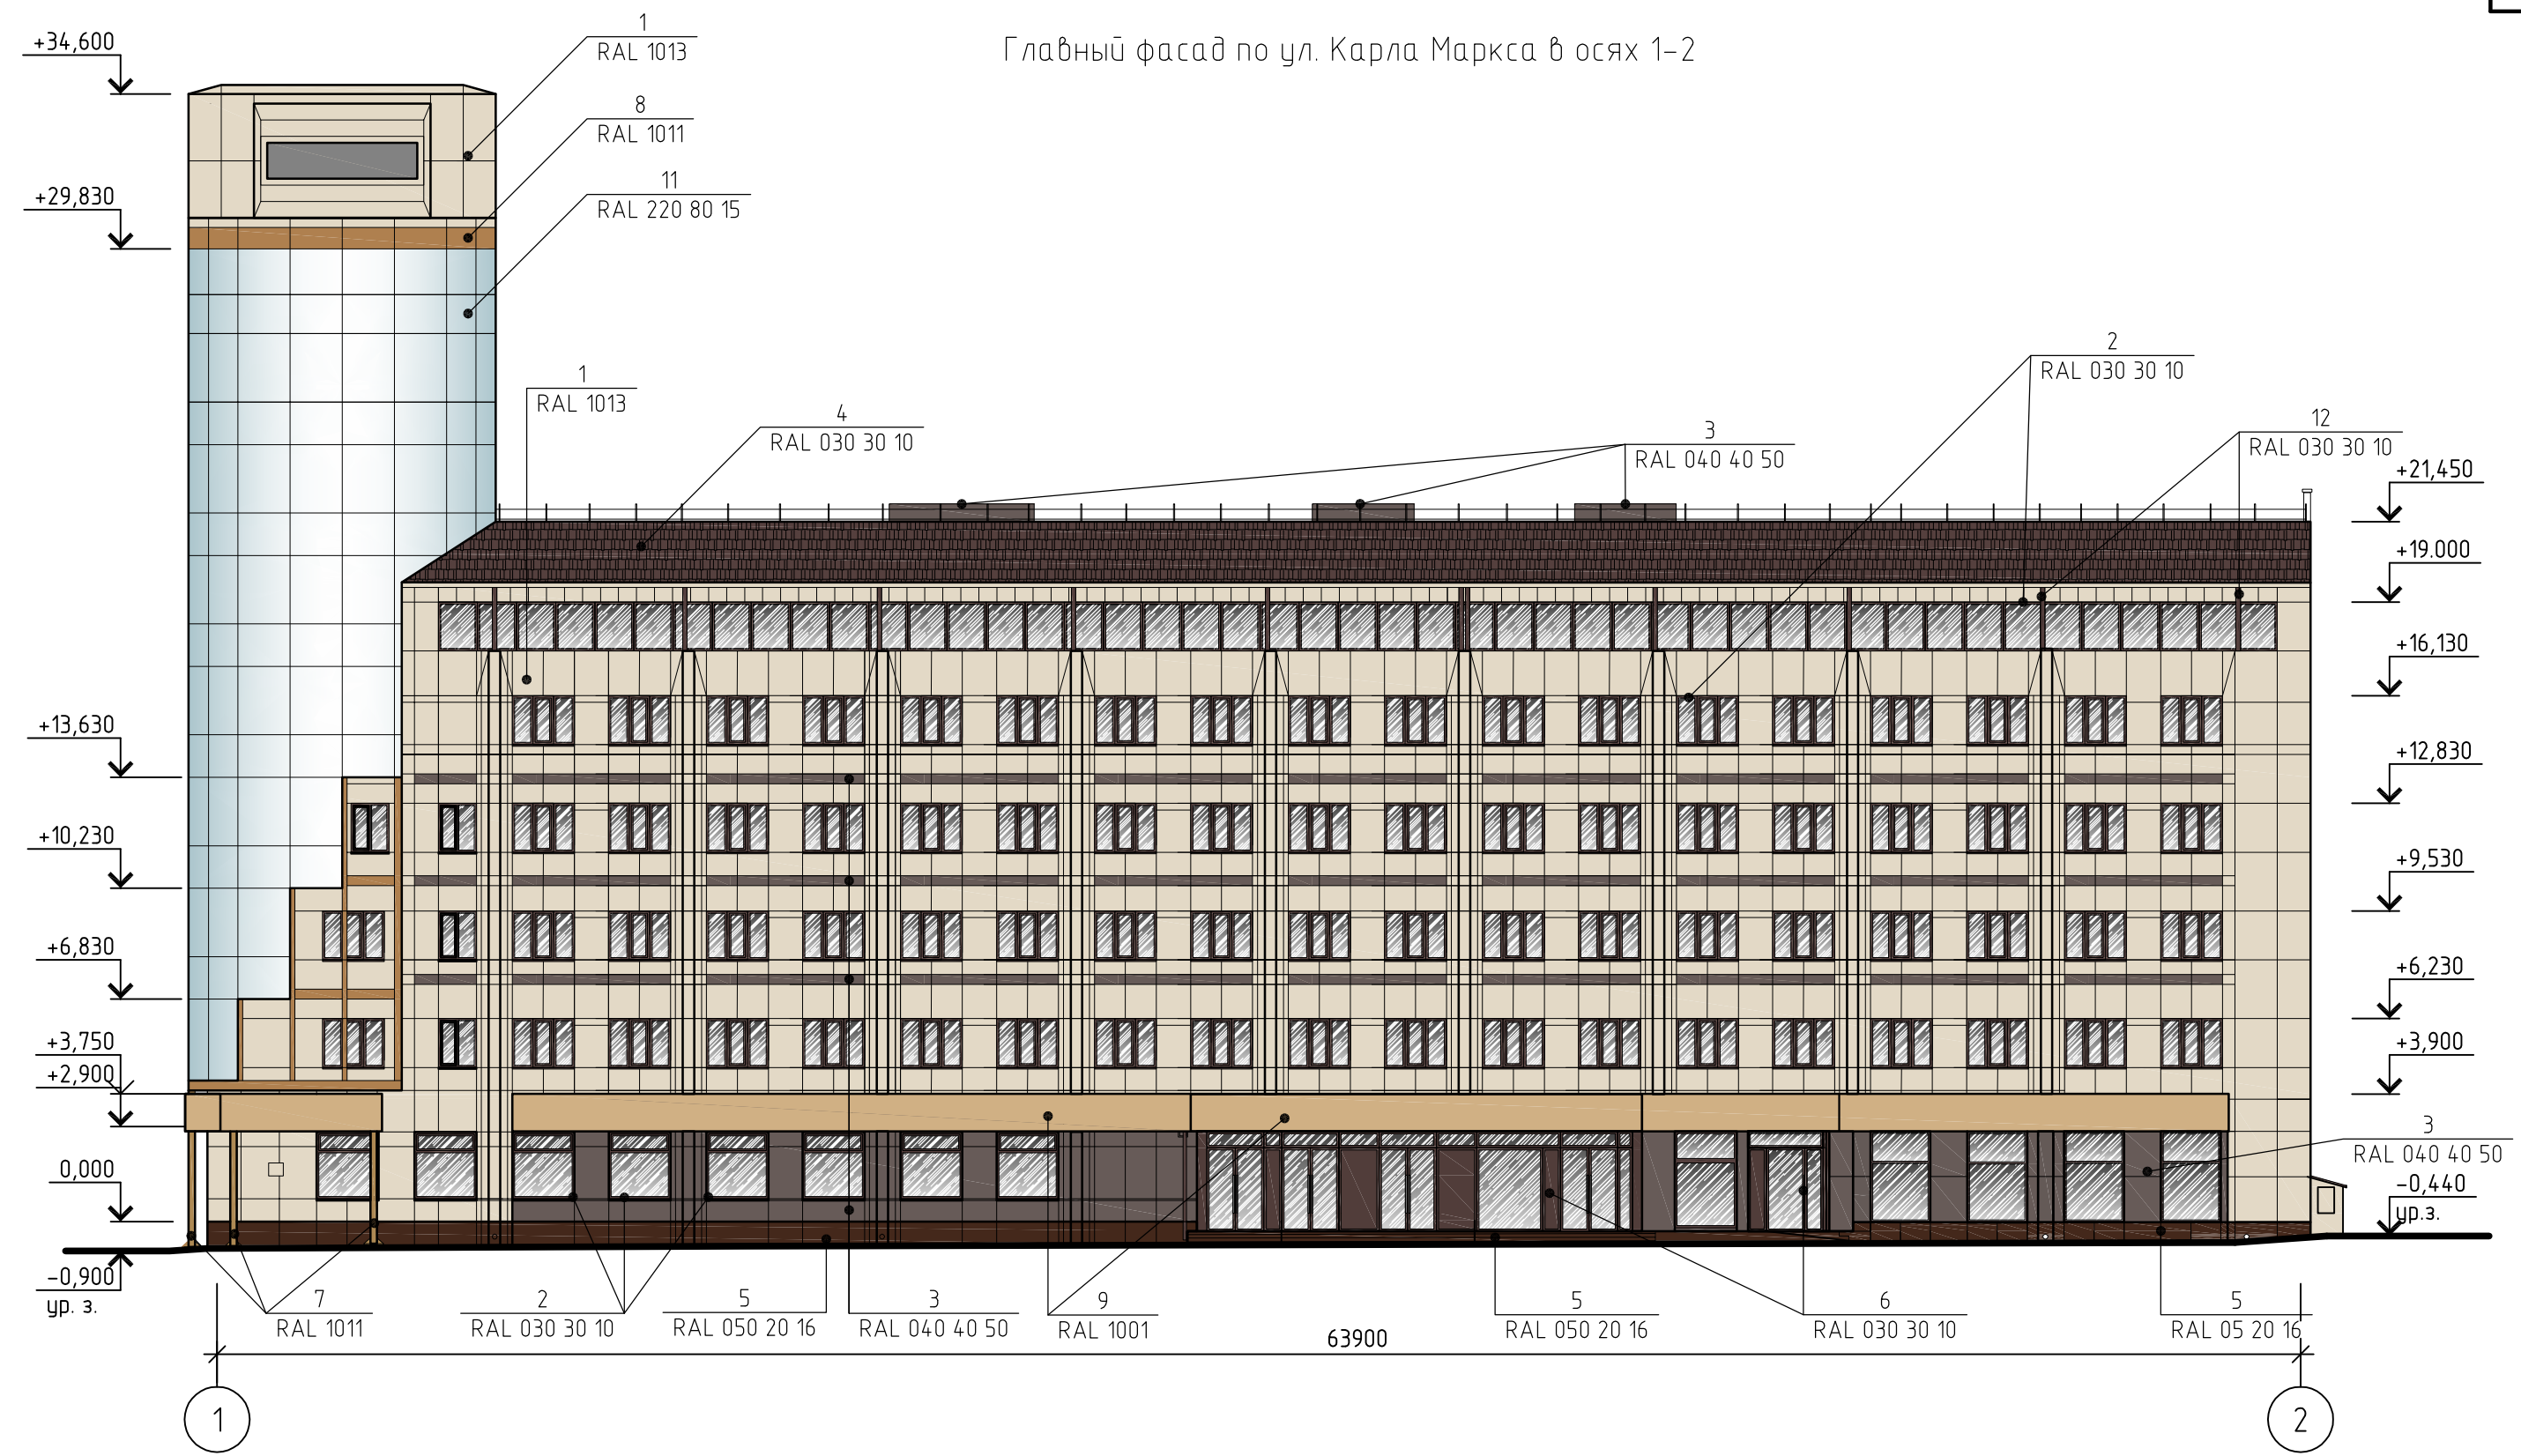 Главный фасад по ул. Карла Маркса в осях 1-2
+34,600
1
RAL 1013
8
RAL 1011
+29,830
11
RAL 220 80 15
2
RAL 030 30 10
1
RAL 1013
4
RAL 030 30 10
3
RAL 040 40 50
12
RAL 030 30 10
+21,450
+19.000
+16,130
+13,630
+12,830
+10,230
+9,530
+6,830
+6,230
+3,750
+3,900
+2,900
3
RAL 040 40 50
0,000
-0,440
ур.з.
-0,900
ур. з.
7
RAL 1011
2
RAL 030 30 10
5
RAL 050 20 16
3
RAL 040 40 50
9
RAL 1001
5
RAL 050 20 16
6
RAL 030 30 10
5
RAL 05 20 16
63900
1
2